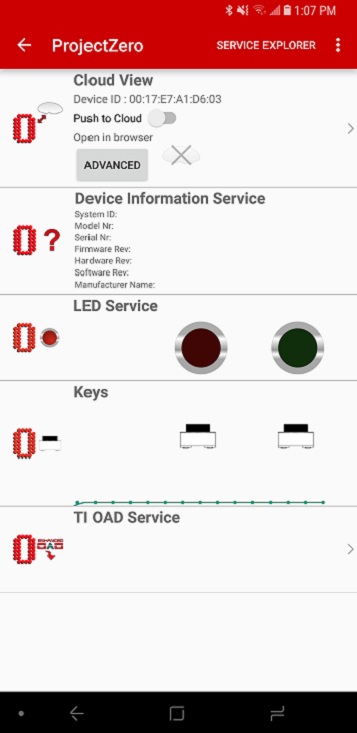 1:07 PM
ProjectZero
SERVICE EXPLORER
Cloud View
Device ID : 00:17:E7:A1:D6:03
Push to Cloud
Open in browser
ADVANCED
Device Information Service
System ID:
Model Nr:
Serial Nr:
Firmware Rev:
Hardware Rev:
Software Rev:
Manufacturer Name:
?
LED Service
Keys
TI OAD Service
ENHANCED
OAD